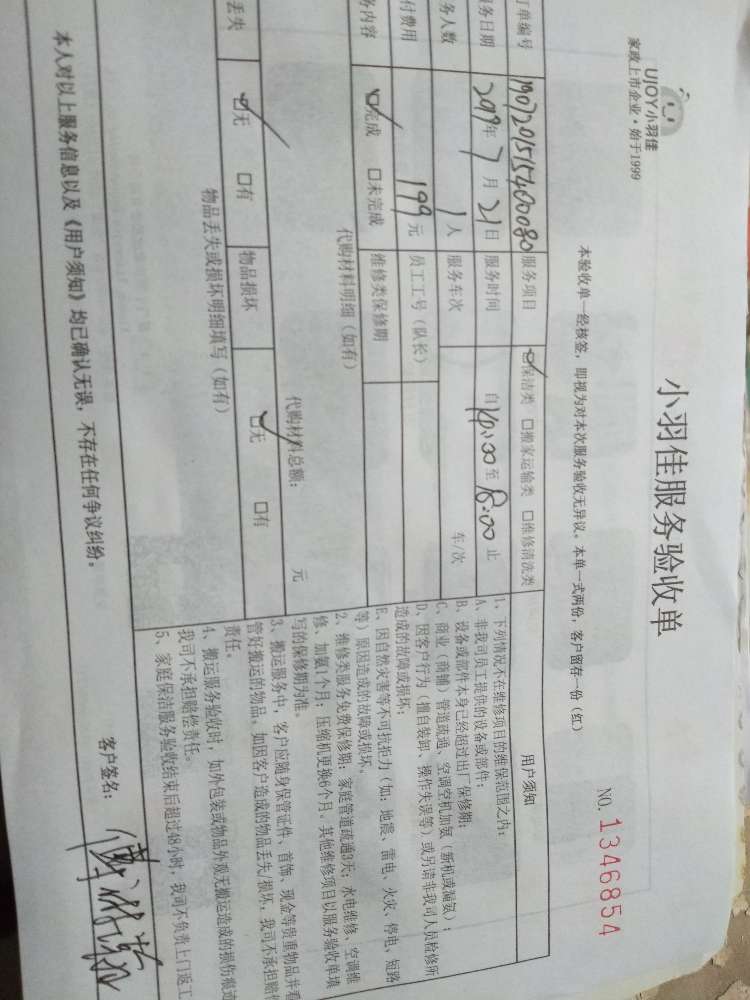 UJOY小羽佳
家政上市企业·始于1999
小羽佳服务验收单
NO. 1346854
本验收单一经核签，即视为对本次服务验收无异议。本单一式两份，客户留存一份（红）
订单编号
服务项目 保洁类 □搬家运输类 □维修清洗类
务日期 2019年7月21日 服务时间 自14:00至18:00止
务人数 1人 服务车次 车/次
付费用 199元 员工工号（队长）
务内容 完成 □未完成 维修类保修期
代购材料明细（如有）
代购材料总额： 元
丢失 无 □有 物品损坏 无 □有
物品丢失或损坏明细填写（如有）
用户须知
1、下列情况不在维修项目的维保范围之内：
A、非我司员工提供的设备或部件；
B、设备或部件本身已经超过出厂保修期；
C、商业（商铺）管道疏通、空调空机加氨（新机或漏氨）；
D、因客户行为（擅自装卸、操作失误等）或另请非我司人员检修所
造成的故障或损坏；
E、因自然灾害等不可抗拒力（如：地震、雷电、火灾、停电、短路
等）原因造成的故障或损坏。
2、维修类服务免费保修期：家庭管道疏通3天；水电维修、空调维
修、加氨1个月；压缩机更换6个月。其他维修项目以服务验收单填
写的保修期为准。
3、搬运服务中，客户应随身保管证件、首饰、现金等贵重物品并看
管好搬运的物品。如因客户造成的物品丢失/损坏，我司不承担赔偿
责任。
4、搬运服务验收时，如外包装或物品外观无搬运造成的损伤痕迹
我司不承担赔偿责任。
5、家庭保洁服务验收结束后超过48小时，我司不负责上门返工
本人对以上服务信息以及《用户须知》均已确认无误，不存在任何争议纠纷。
客户签名：